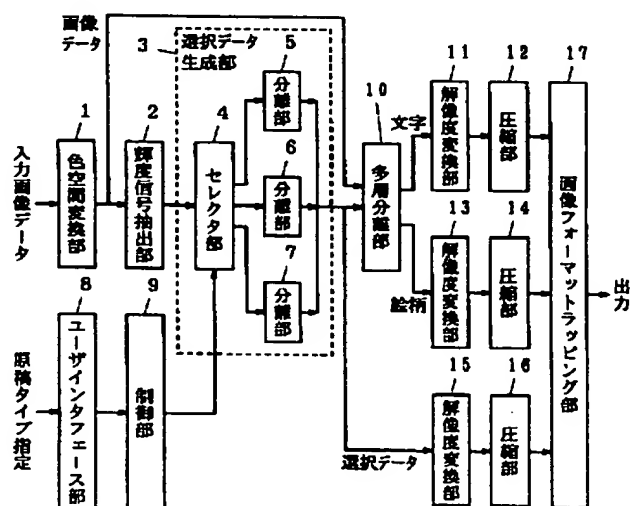 画像
データ
3
選択データ
生成部
5
分離部
6
分離部
7
分離部
1
色空間変換部
2
輝度信号抽出部
4
セレクタ部
入力画像データ
8
ユーザインタフェース部
9
制御部
原稿タイプ指定
10
多層分離部
文字
絵柄
選択データ
11
解像度変換部
12
圧縮部
13
解像度変換部
14
圧縮部
15
解像度変換部
16
圧縮部
17
画像フォーマットラッピング部
出力